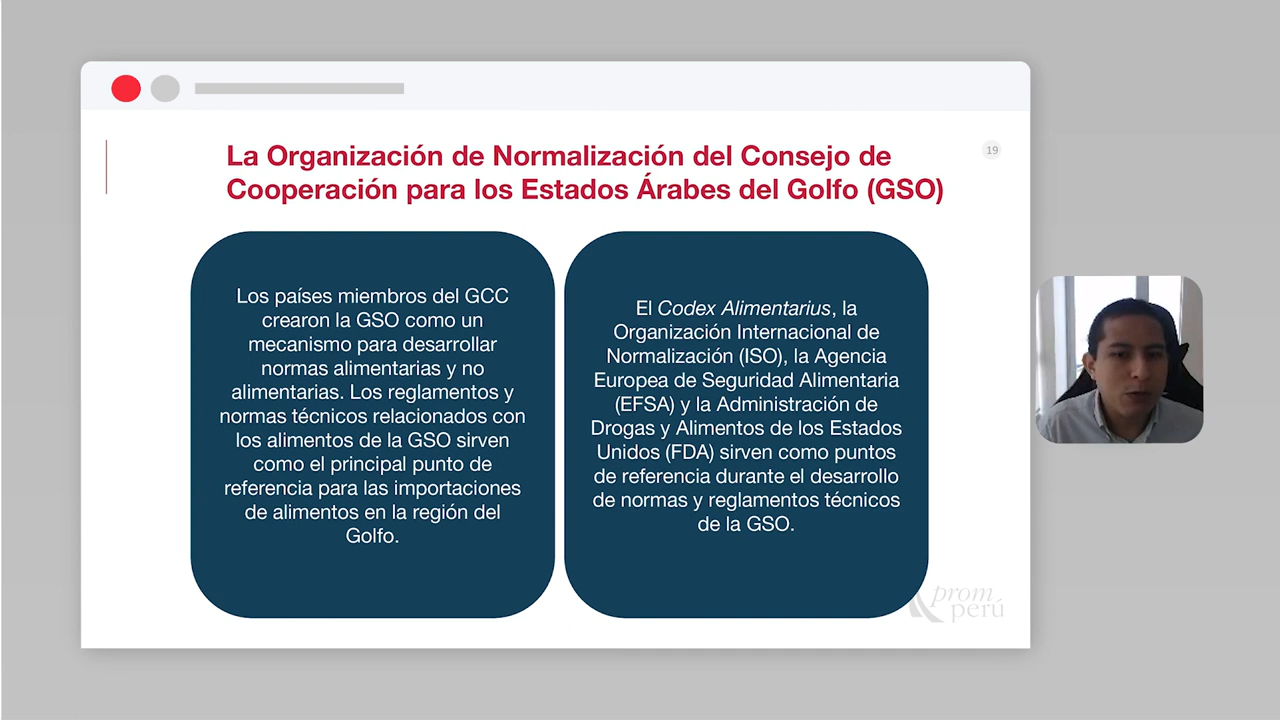 La Organización de Normalización del Consejo de
Cooperación para los Estados Árabes del Golfo (GSO)
19
Los países miembros del GCC
crearon la GSO como un
mecanismo para desarrollar
normas alimentarias y no
alimentarias. Los reglamentos y
normas técnicos relacionados con
los alimentos de la GSO sirven
como el principal punto de
referencia para las importaciones
de alimentos en la región del
Golfo.
El Codex Alimentarius, la
Organización Internacional de
Normalización (ISO), la Agencia
Europea de Seguridad Alimentaria
(EFSA) y la Administración de
Drogas y Alimentos de los Estados
Unidos (FDA) sirven como puntos
de referencia durante el desarrollo
de normas y reglamentos técnicos
de la GSO.
prom
perú